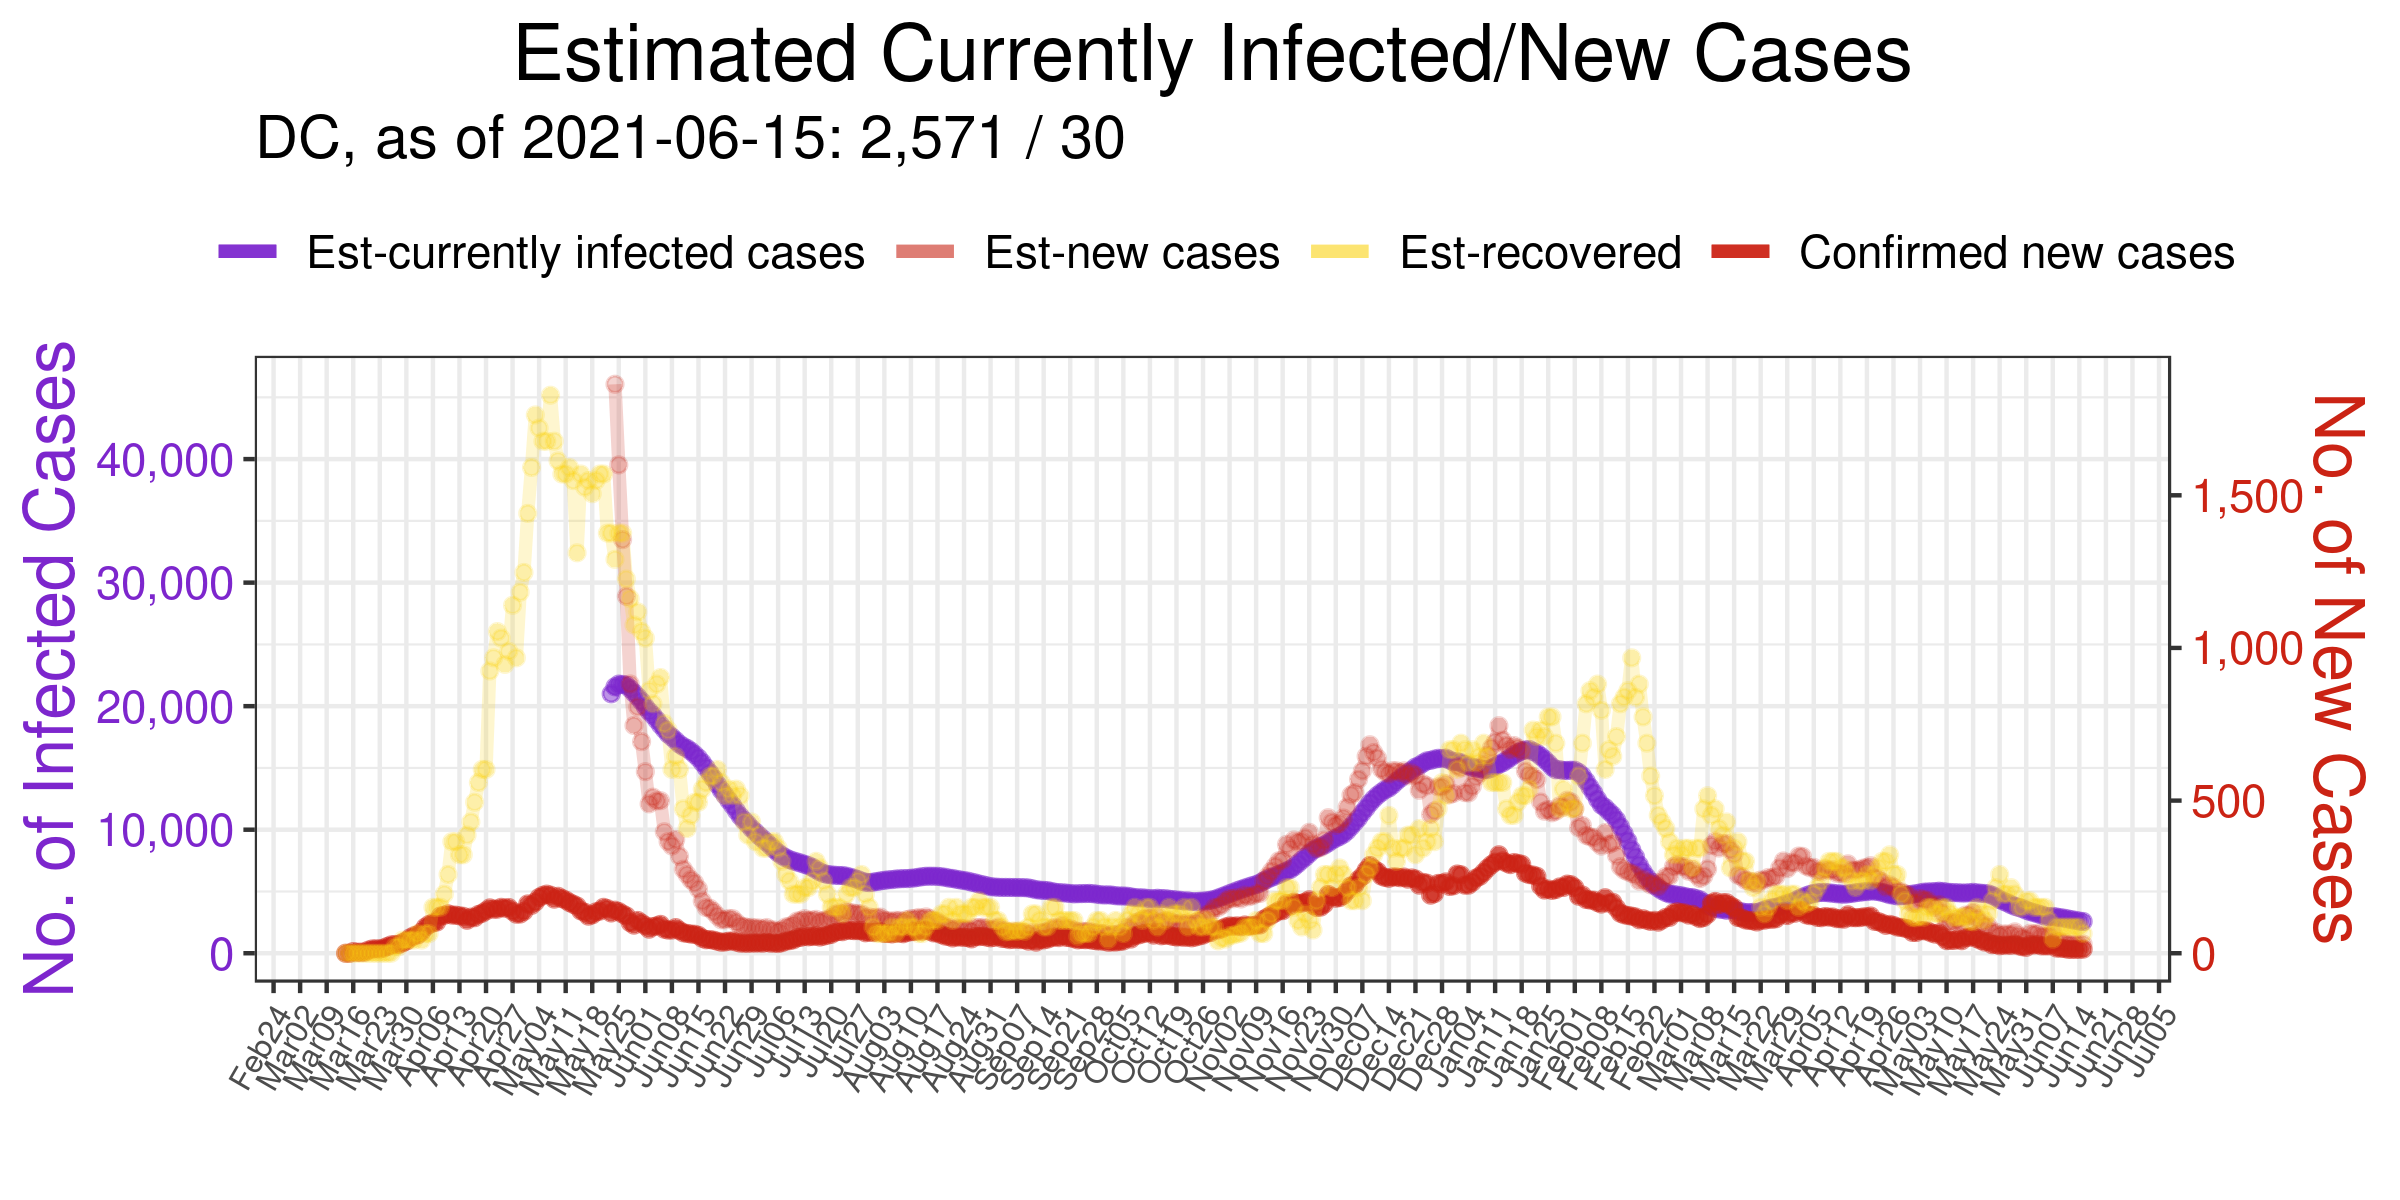 Estimated Currently Infected/New Cases
DC, as of 2021-06-15: 2,571 / 30
Est-currently infected cases Est-new cases Est-recovered Confirmed new cases
No. of Infected Cases
40,000
30,000
20,000
10,000
0
1,500
1,000
500
0
No. of New Cases
Feb24
Mar02
Mar09
Mar16
Mar23
Mar30
Apr06
Apr13
Apr20
Apr27
May04
May11
May18
May25
Jun01
Jun08
Jun15
Jun22
Jun29
Jul06
Jul13
Jul20
Jul27
Aug03
Aug10
Aug17
Aug24
Aug31
Sep07
Sep14
Sep21
Sep28
Oct05
Oct12
Oct19
Oct26
Nov02
Nov09
Nov16
Nov23
Nov30
Dec07
Dec14
Dec21
Dec28
Dec04
Jan11
Jan18
Jan25
Feb01
Feb08
Feb15
Feb22
Mar01
Mar08
Mar15
Mar22
Mar29
Apr05
Apr12
Apr19
Apr26
May03
May10
May17
May24
May31
Jun07
Jun14
Jun21
Jun28
Jul05